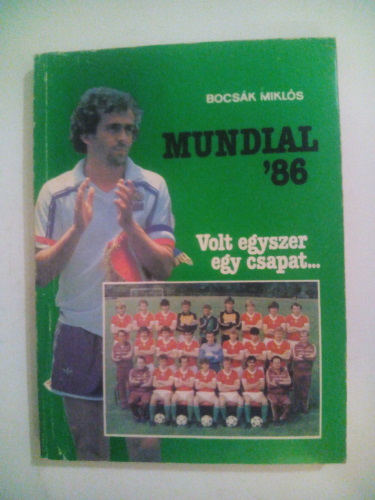 BOCSÁK MIKLÓS
MUNDIAL
'86
Volt egyszer
egy csapat...